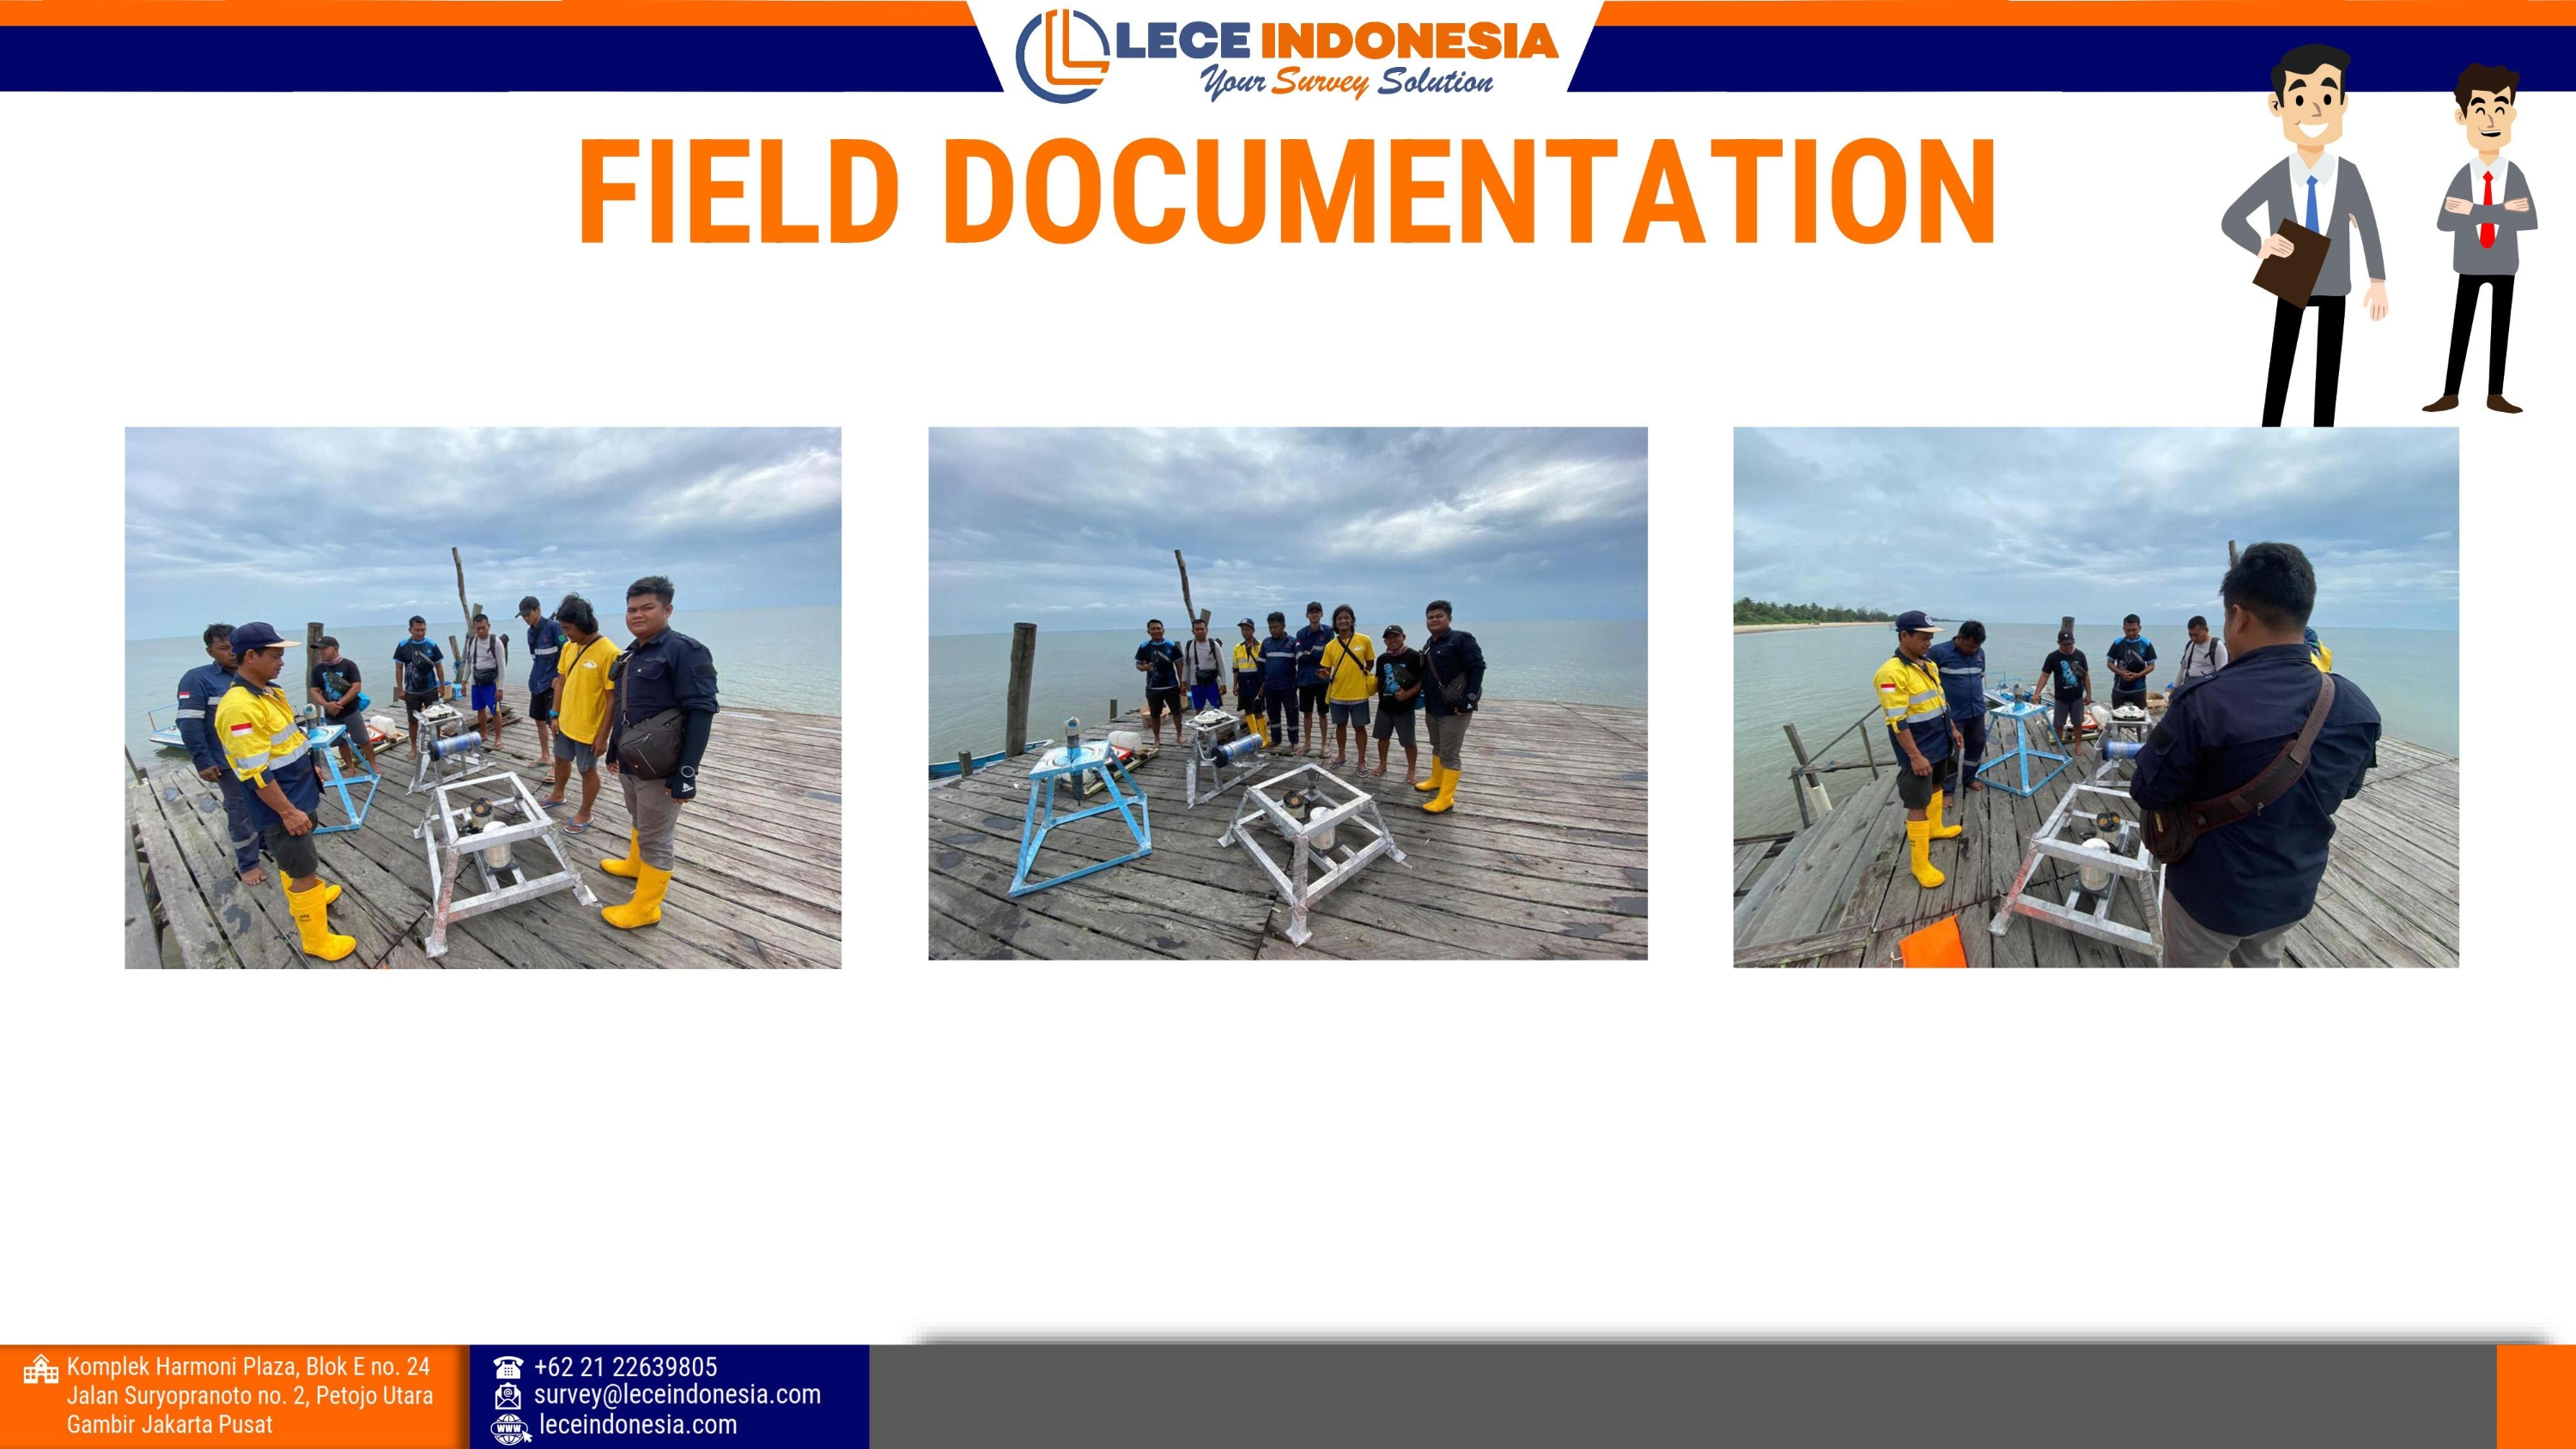 LECE INDONESIA
Your Survey Solution
FIELD DOCUMENTATION
Komplek Harmoni Plaza, Blok E no. 24
Jalan Suryopranoto no. 2, Petojo Utara
Gambir Jakarta Pusat
+62 21 22639805
survey@leceindonesia.com
www
leceindonesia.com